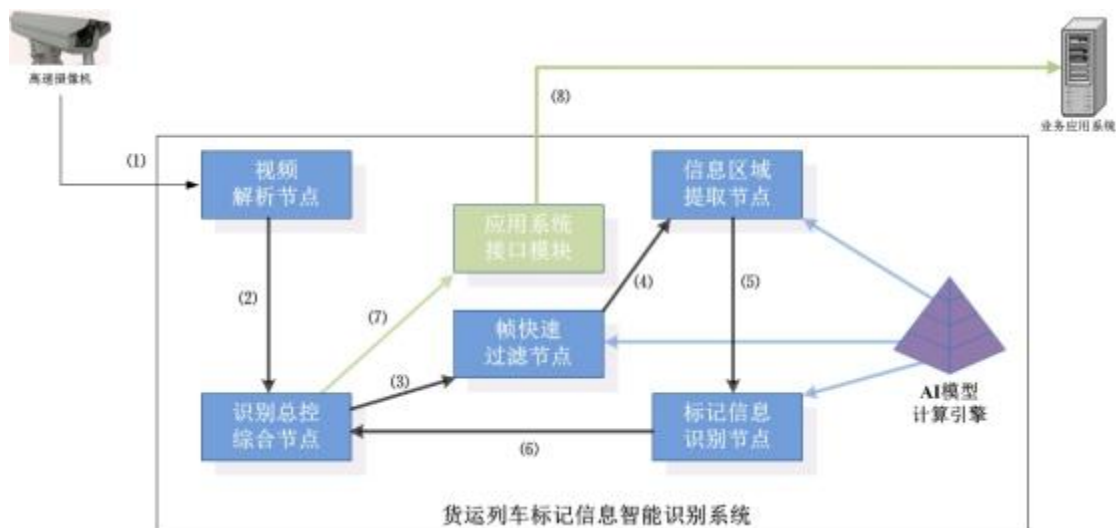 高速摄像机
(8)
业务应用系统
(1)
视频
解析节点
信息区域
提取节点
应用系统
接口模块
(2)
(4)
(5)
(7)
帧快速
过滤节点
(3)
AI模型
计算引擎
识别总控
综合节点
标记信息
识别节点
(6)
货运列车标记信息智能识别系统